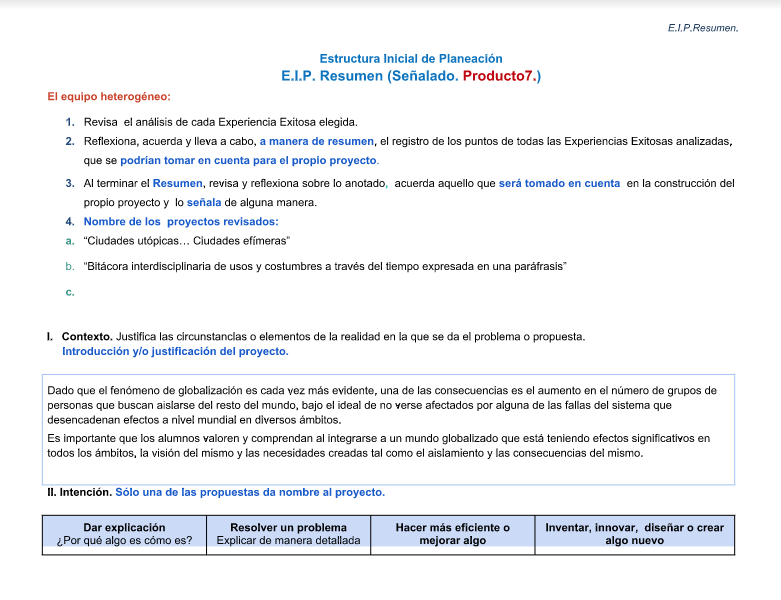 E.I.P.Resumen.
Estructura Inicial de Planeación
E.I.P. Resumen (Señalado. Producto7.)
El equipo heterogéneo:
1. Revisa el análisis de cada Experiencia Exitosa elegida.
2. Reflexiona, acuerda y lleva a cabo, a manera de resumen, el registro de los puntos de todas las Experiencias Exitosas analizadas,
que se podrían tomar en cuenta para el propio proyecto.
3. Al terminar el Resumen, revisa y reflexiona sobre lo anotado, acuerda aquello que será tomado en cuenta en la construcción del
propio proyecto y lo señala de alguna manera.
4. Nombre de los proyectos revisados:
a. “Ciudades utópicas… Ciudades efímeras”
b. “Bitácora interdisciplinaria de usos y costumbres a través del tiempo expresada en una paráfrasis”
c.
I. Contexto. Justifica las circunstancias o elementos de la realidad en la que se da el problema o propuesta.
Introducción y/o justificación del proyecto.
Dado que el fenómeno de globalización es cada vez más evidente, una de las consecuencias es el aumento en el número de grupos de
personas que buscan aislarse del resto del mundo, bajo el ideal de no verse afectados por alguna de las fallas del sistema que
desencadenan efectos a nivel mundial en diversos ámbitos.
Es importante que los alumnos valoren y comprendan al integrarse a un mundo globalizado que está teniendo efectos significativos en
todos los ámbitos, la visión del mismo y las necesidades creadas tal como el aislamiento y las consecuencias del mismo.
II. Intención. Sólo una de las propuestas da nombre al proyecto.
Dar explicación Resolver un problema Hacer más eficiente o Inventar, innovar, diseñar o crear
¿Por qué algo es cómo es? Explicar de manera detallada mejorar algo algo nuevo